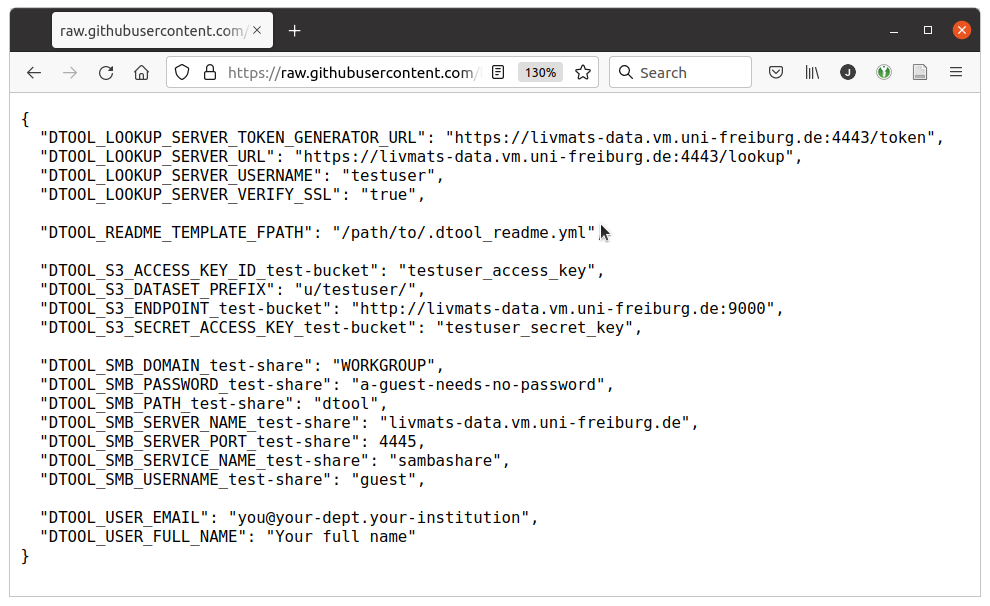 raw.githubusercontent.com/
https://raw.githubusercontent.com/
130%
Search
J
{
"DTOOL_LOOKUP_SERVER_TOKEN_GENERATOR_URL": "https://livmats-data.vm.uni-freiburg.de:4443/token",
"DTOOL_LOOKUP_SERVER_URL": "https://livmats-data.vm.uni-freiburg.de:4443/lookup",
"DTOOL_LOOKUP_SERVER_USERNAME": "testuser",
"DTOOL_LOOKUP_SERVER_VERIFY_SSL": "true",
"DTOOL_README_TEMPLATE_FPATH": "/path/to/.dtool_readme.yml"
"DTOOL_S3_ACCESS_KEY_ID_test-bucket": "testuser_access_key",
"DTOOL_S3_DATASET_PREFIX": "u/testuser/",
"DTOOL_S3_ENDPOINT_test-bucket": "http://livmats-data.vm.uni-freiburg.de:9000",
"DTOOL_S3_SECRET_ACCESS_KEY_test-bucket": "testuser_secret_key",
"DTOOL_SMB_DOMAIN_test-share": "WORKGROUP",
"DTOOL_SMB_PASSWORD_test-share": "a-guest-needs-no-password",
"DTOOL_SMB_PATH_test-share": "dtool",
"DTOOL_SMB_SERVER_NAME_test-share": "livmats-data.vm.uni-freiburg.de",
"DTOOL_SMB_SERVER_PORT_test-share": 4445,
"DTOOL_SMB_SERVICE_NAME_test-share": "sambashare",
"DTOOL_SMB_USERNAME_test-share": "guest",
"DTOOL_USER_EMAIL": "you@your-dept.your-institution",
"DTOOL_USER_FULL_NAME": "Your full name"
}